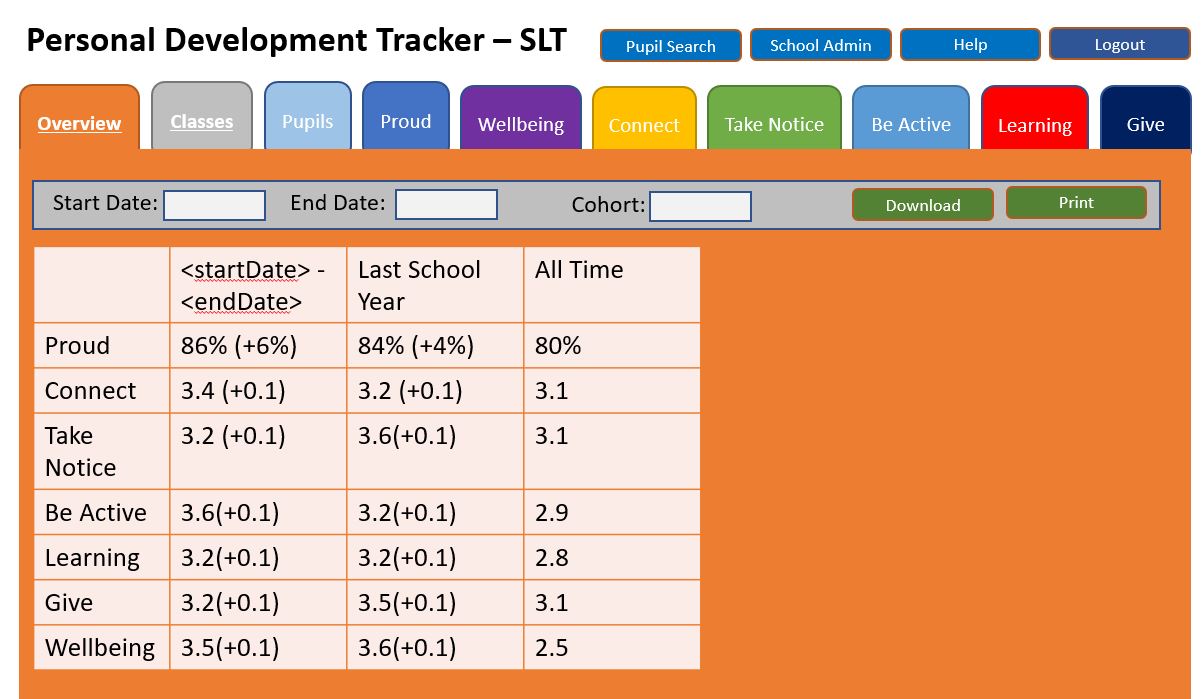 Personal Development Tracker – SLT
Pupil Search School Admin Help Logout
Overview Classes Pupils Proud Wellbeing Connect Take Notice Be Active Learning Give
Start Date: End Date: Cohort: Download Print
<startDate> - Last School All Time
<endDate> Year
Proud 86% (+6%) 84% (+4%) 80%
Connect 3.4 (+0.1) 3.2 (+0.1) 3.1
Take 3.2 (+0.1) 3.6(+0.1) 3.1
Notice
Be Active 3.6(+0.1) 3.2(+0.1) 2.9
Learning 3.2(+0.1) 3.2(+0.1) 2.8
Give 3.2(+0.1) 3.5(+0.1) 3.1
Wellbeing 3.5(+0.1) 3.6(+0.1) 2.5